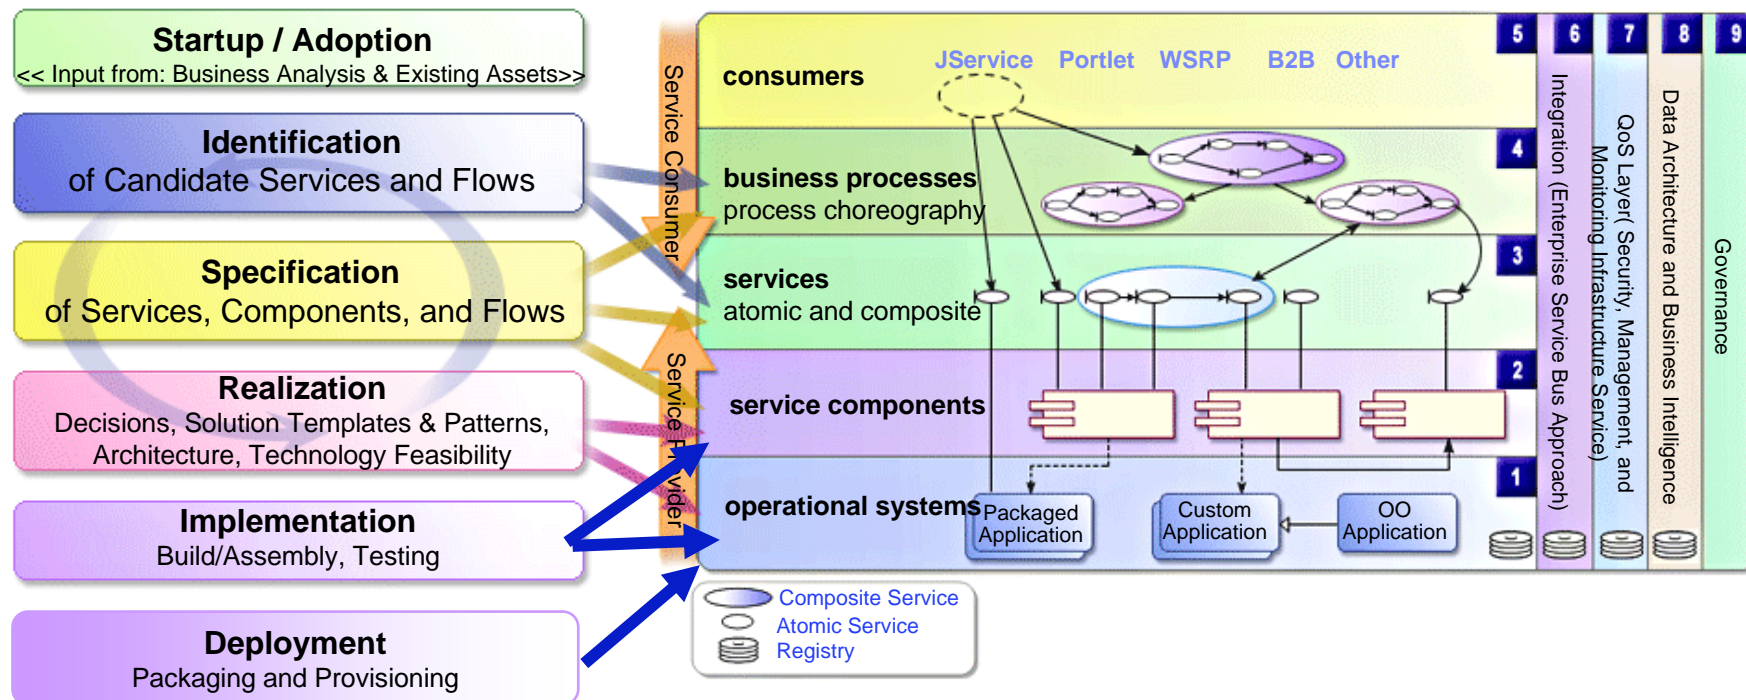 Startup / Adoption
<< Input from: Business Analysis & Existing Assets>>
Identification
of Candidate Services and Flows
Specification
of Services, Components, and Flows
Realization
Decisions, Solution Templates & Patterns,
Architecture, Technology Feasibility
Implementation
Build/Assembly, Testing
Deployment
Packaging and Provisioning
Service Consumer
Service Provider
consumers
JService Portlet WSRP B2B Other
business processes
process choreography
services
atomic and composite
service components
operational systems
Packaged
Application
Custom
Application
OO
Application
5
4
3
2
1
6
Integration (Enterprise Service Bus Approach)
7
QoS Layer( Security, Management, and
Monitoring Infrastructure Service)
8
Data Architecture and Business Intelligence
9
Governance
Composite Service
Atomic Service
Registry